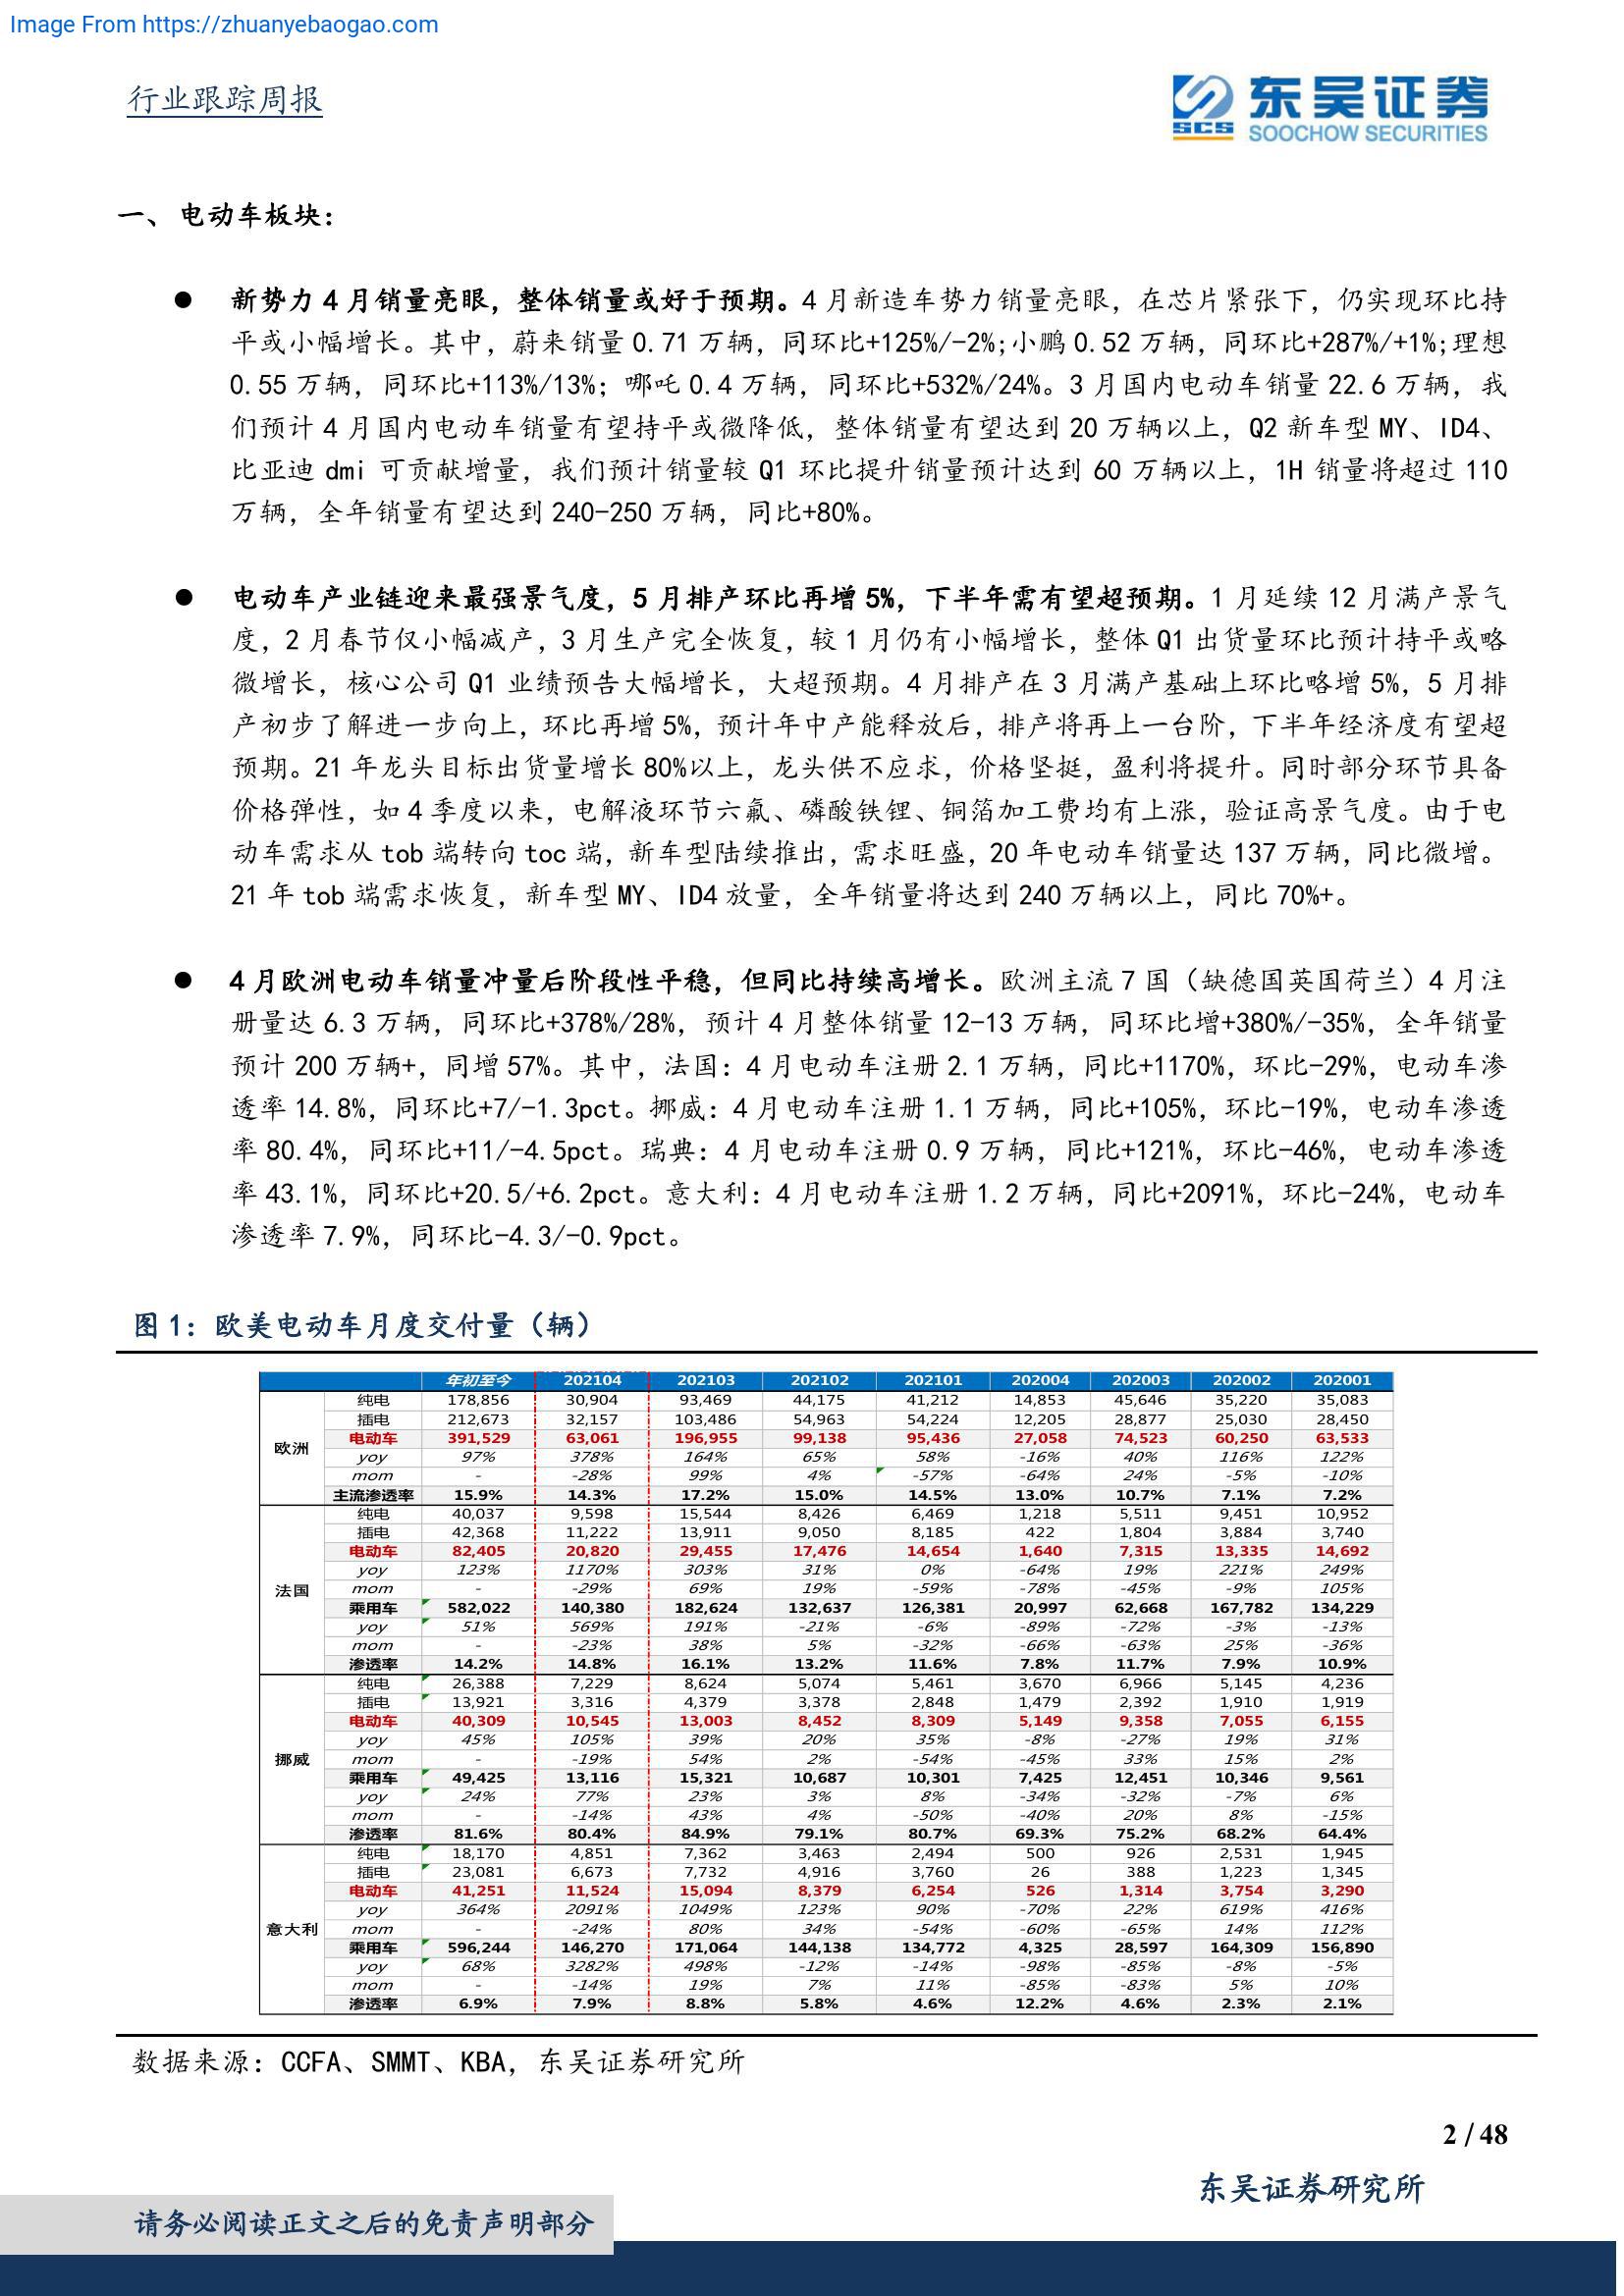 Image From https://zhuanyebaogao.com
行业跟踪周报
东吴证券
SCS
SOOCHOW SECURITIES
一、 电动车板块：
● 新势力 4 月销量亮眼，整体销量或好于预期。4 月新造车势力销量亮眼，在芯片紧张下，仍实现环比持
平或小幅增长。其中，蔚来销量 0.71 万辆，同环比+125%/-2%;小鹏 0.52 万辆，同环比+287%/+1%;理想
0.55 万辆，同环比+113%/13%；哪吒 0.4 万辆，同环比+532%/24%。3 月国内电动车销量 22.6 万辆，我
们预计 4 月国内电动车销量有望持平或微降低，整体销量有望达到 20 万辆以上，Q2 新车型 MY、ID4、
比亚迪 dmi 可贡献增量，我们预计销量较 Q1 环比提升销量预计达到 60 万辆以上，1H 销量将超过 110
万辆，全年销量有望达到 240-250 万辆，同比+80%。
● 电动车产业链迎来最强景气度，5 月排产环比再增 5%，下半年需有望超预期。1 月延续 12 月满产景气
度，2 月春节仅小幅减产，3 月生产完全恢复，较 1 月仍有小幅增长，整体 Q1 出货量环比预计持平或略
微增长，核心公司 Q1 业绩预告大幅增长，大超预期。4 月排产在 3 月满产基础上环比略增 5%，5 月排
产初步了解进一步向上，环比再增 5%，预计年中产能释放后，排产将再上一台阶，下半年经济度有望超
预期。21 年龙头目标出货量增长 80%以上，龙头供不应求，价格坚挺，盈利将提升。同时部分环节具备
价格弹性，如 4 季度以来，电解液环节六氟、磷酸铁锂、铜箔加工费均有上涨，验证高景气度。由于电
动车需求从 tob 端转向 toc 端，新车型陆续推出，需求旺盛，20 年电动车销量达 137 万辆，同比微增。
21 年 tob 端需求恢复，新车型 MY、ID4 放量，全年销量将达到 240 万辆以上，同比 70%+。
● 4 月欧洲电动车销量冲量后阶段性平稳，但同比持续高增长。欧洲主流 7 国（缺德国英国荷兰）4 月注
册量达 6.3 万辆，同环比+378%/28%，预计 4 月整体销量 12-13 万辆，同环比增+380%/-35%，全年销量
预计 200 万辆+，同增 57%。其中，法国：4 月电动车注册 2.1 万辆，同比+1170%，环比-29%，电动车渗
透率 14.8%，同环比+7/-1.3pct。挪威：4 月电动车注册 1.1 万辆，同比+105%，环比-19%，电动车渗透
率 80.4%，同环比+11/-4.5pct。瑞典：4 月电动车注册 0.9 万辆，同比+121%，环比-46%，电动车渗透
率 43.1%，同环比+20.5/+6.2pct。意大利：4 月电动车注册 1.2 万辆，同比+2091%，环比-24%，电动车
渗透率 7.9%，同环比-4.3/-0.9pct。
图 1：欧美电动车月度交付量（辆）
年初至今 202104 202103 202102 202101 202004 202003 202002 202001
欧洲
纯电 178,856 30,904 93,469 44,175 41,212 14,853 45,646 35,220 35,083
插电 212,673 32,157 103,486 54,963 54,224 12,205 28,877 25,030 28,450
电动车 391,529 63,061 196,955 99,138 95,436 27,058 74,523 60,250 63,533
yoy 97% 378% 164% 65% 58% -16% 40% 116% 122%
mom - -28% 99% 4% -57% -64% 24% -5% -10%
主流渗透率 15.9% 14.3% 17.2% 15.0% 14.5% 13.0% 10.7% 7.1% 7.2%
法国
纯电 40,037 9,598 15,544 8,426 6,469 1,218 5,511 9,451 10,952
插电 42,368 11,222 13,911 9,050 8,185 422 1,804 3,884 3,740
电动车 82,405 20,820 29,455 17,476 14,654 1,640 7,315 13,335 14,692
yoy 123% 1170% 303% 31% 0% -64% 19% 221% 249%
mom - -29% 69% 19% -59% -78% -45% -9% 105%
乘用车 582,022 140,380 182,624 132,637 126,381 20,997 62,668 167,782 134,229
yoy 51% 569% 191% -21% -6% -89% -72% -3% -13%
mom - -23% 38% 5% -32% -66% -63% 25% -36%
渗透率 14.2% 14.8% 16.1% 13.2% 11.6% 7.8% 11.7% 7.9% 10.9%
挪威
纯电 26,388 7,229 8,624 5,074 5,461 3,670 6,966 5,145 4,236
插电 13,921 3,316 4,379 3,378 2,848 1,479 2,392 1,910 1,919
电动车 40,309 10,545 13,003 8,452 8,309 5,149 9,358 7,055 6,155
yoy 45% 105% 39% 20% 35% -8% -27% 19% 31%
mom - -19% 54% 2% -54% -45% 33% 15% 2%
乘用车 49,425 13,116 15,321 10,687 10,301 7,425 12,451 10,346 9,561
yoy 24% 77% 23% 3% 8% -34% -32% -7% 6%
mom - -14% 43% 4% -50% -40% 20% 8% -15%
渗透率 81.6% 80.4% 84.9% 79.1% 80.7% 69.3% 75.2% 68.2% 64.4%
意大利
纯电 18,170 4,851 7,362 3,463 2,494 500 926 2,531 1,945
插电 23,081 6,673 7,732 4,916 3,760 26 388 1,223 1,345
电动车 41,251 11,524 15,094 8,379 6,254 526 1,314 3,754 3,290
yoy 364% 2091% 1049% 123% 90% -70% 22% 619% 416%
mom - -24% 80% 34% -54% -60% -65% 14% 112%
乘用车 596,244 146,270 171,064 144,138 134,772 4,325 28,597 164,309 156,890
yoy 68% 3282% 498% -12% -14% -98% -85% -8% -5%
mom - -14% 19% 7% 11% -85% -83% 5% 10%
渗透率 6.9% 7.9% 8.8% 5.8% 4.6% 12.2% 4.6% 2.3% 2.1%
数据来源：CCFA、SMMT、KBA，东吴证券研究所
2 / 48
东吴证券研究所
请务必阅读正文之后的免责声明部分